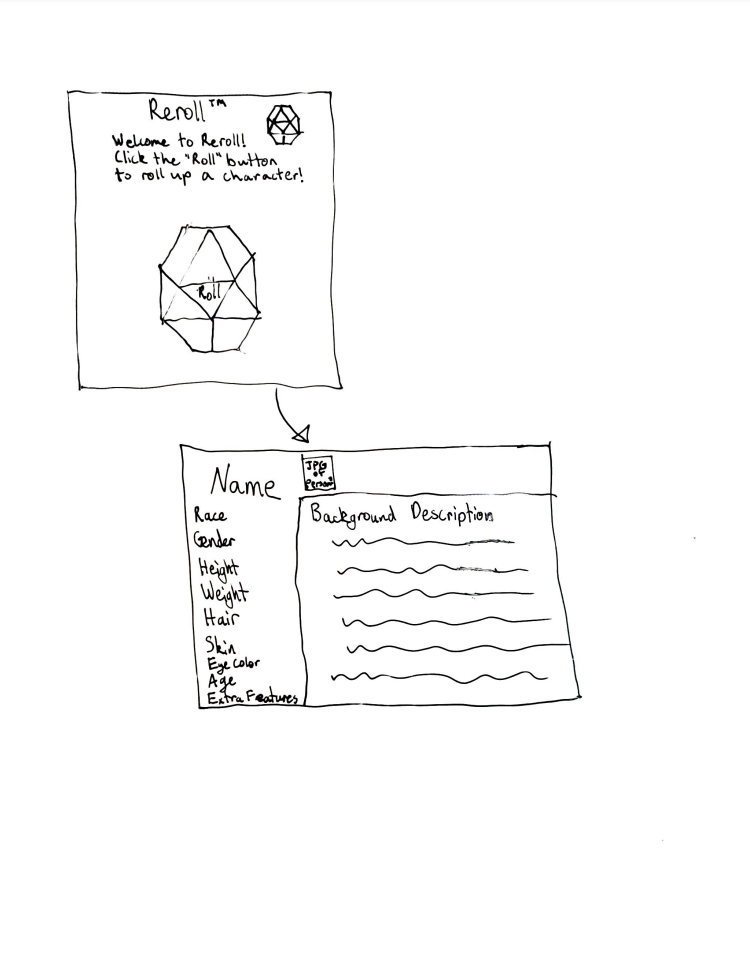 Reroll™
Welcome to Reroll!
Click the "Roll" button
to roll up a character!
Roll
Name
JPG
of
Person
Race
Gender
Height
Weight
Hair
Skin
Eye color
Age
Extra Features
Background Description